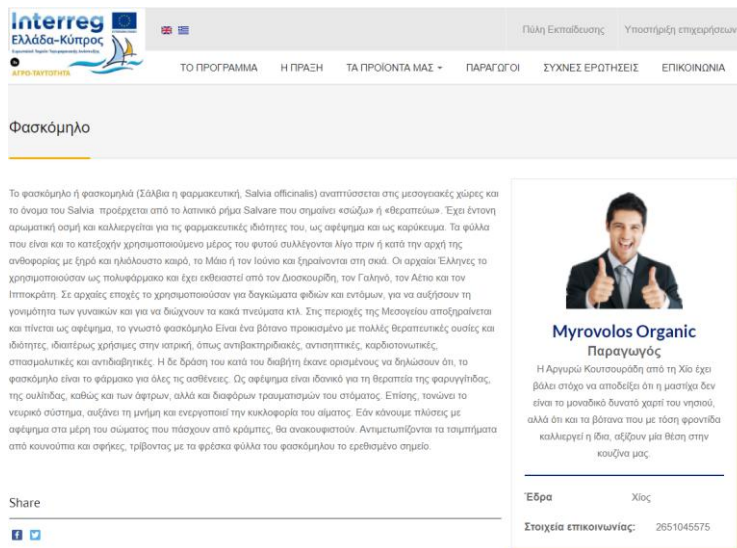 Interreg
Ελλάδα-Κύπρος
Ευρωπαϊκό Ταμείο Περιφερειακής Ανάπτυξης
ΑΓΡΟ-ΤΑΥΤΟΤΗΤΑ
Πύλη Εκπαίδευσης Υποστήριξη επιχειρήσεων
ΤΟ ΠΡΟΓΡΑΜΜΑ Η ΠΡΑΞΗ ΤΑ ΠΡΟΪΟΝΤΑ ΜΑΣ ΠΑΡΑΓΩΓΟΙ ΣΥΧΝΕΣ ΕΡΩΤΗΣΕΙΣ ΕΠΙΚΟΙΝΩΝΙΑ
Φασκόμηλο
Το φασκόμηλο ή φασκομηλιά (Σάλβια η φαρμακευτική, Salvia officinalis) αναπτύσσεται στις μεσογειακές χώρες και
το όνομα του Salvia προέρχεται από το λατινικό ρήμα Salvare που σημαίνει «σώζω» ή «θεραπεύω». Έχει έντονη
αρωματική οσμή και καλλιεργείται για τις φαρμακευτικές ιδιότητες του, ως αφέψημα και ως καρύκευμα. Τα φύλλα
που είναι και το κατεξοχήν χρησιμοποιούμενο μέρος του φυτού συλλέγονται λίγο πριν ή κατά την αρχή της
ανθοφορίας με ξηρό και ηλιόλουστο καιρό, το Μάιο ή τον Ιούνιο και ξηραίνονται στη σκιά. Οι αρχαίοι Έλληνες το
χρησιμοποιούσαν ως πολυφάρμακο και έχει εκθειαστεί από τον Διοσκουρίδη, τον Γαληνό, τον Αέτιο και τον
Ιπποκράτη. Σε αρχαίες εποχές το χρησιμοποιούσαν για δαγκώματα φιδιών και εντόμων, για να αυξήσουν τη
γονιμότητα των γυναικών και για να διώχνουν τα κακά πνεύματα κτλ. Στις περιοχές της Μεσογείου αποξηραίνεται
και πίνεται ως αφέψημα, το γνωστό φασκόμηλο Είναι ένα βότανο προικισμένο με πολλές θεραπευτικές ουσίες και
ιδιότητες, ιδιαιτέρως χρήσιμες στην ιατρική, όπως αντιβακτηριδιακές, αντισηπτικές, καρδιοτονωτικές,
σπασμολυτικές και αντιδιαβητικές. Η δε δράση του κατά του διαβήτη έκανε ορισμένους να δηλώσουν ότι, το
φασκόμηλο είναι το φάρμακο για όλες τις ασθένειες. Ως αφέψημα είναι ιδανικό για τη θεραπεία της φαρυγγίτιδας,
της ουλίτιδας, καθώς και των άφτρων, αλλά και διαφόρων τραυματισμών του στόματος. Επίσης, τονώνει το
νευρικό σύστημα, αυξάνει τη μνήμη και ενεργοποιεί την κυκλοφορία του αίματος. Εάν κάνουμε πλύσεις με
αφέψημα στα μέρη του σώματος που πάσχουν από κράμπες, θα ανακουφιστούν. Αντιμετωπίζονται τα τσιμπήματα
από κουνούπια και σφήκες, τρίβοντας με τα φρέσκα φύλλα του φασκόμηλου το ερεθισμένο σημείο.
Share
Myrovolos Organic
Παραγωγός
Η Αργυρώ Κουτσουράδη από τη Χίο έχει
βάλει στόχο να αποδείξει ότι η μαστίχα δεν
είναι το μοναδικό δυνατό χαρτί του νησιού,
αλλά ότι και τα βότανα που με τόση φροντίδα
καλλιεργεί η ίδια, αξίζουν μία θέση στην
κουζίνα μας.
Έδρα Χίος
Στοιχεία επικοινωνίας: 2651045575